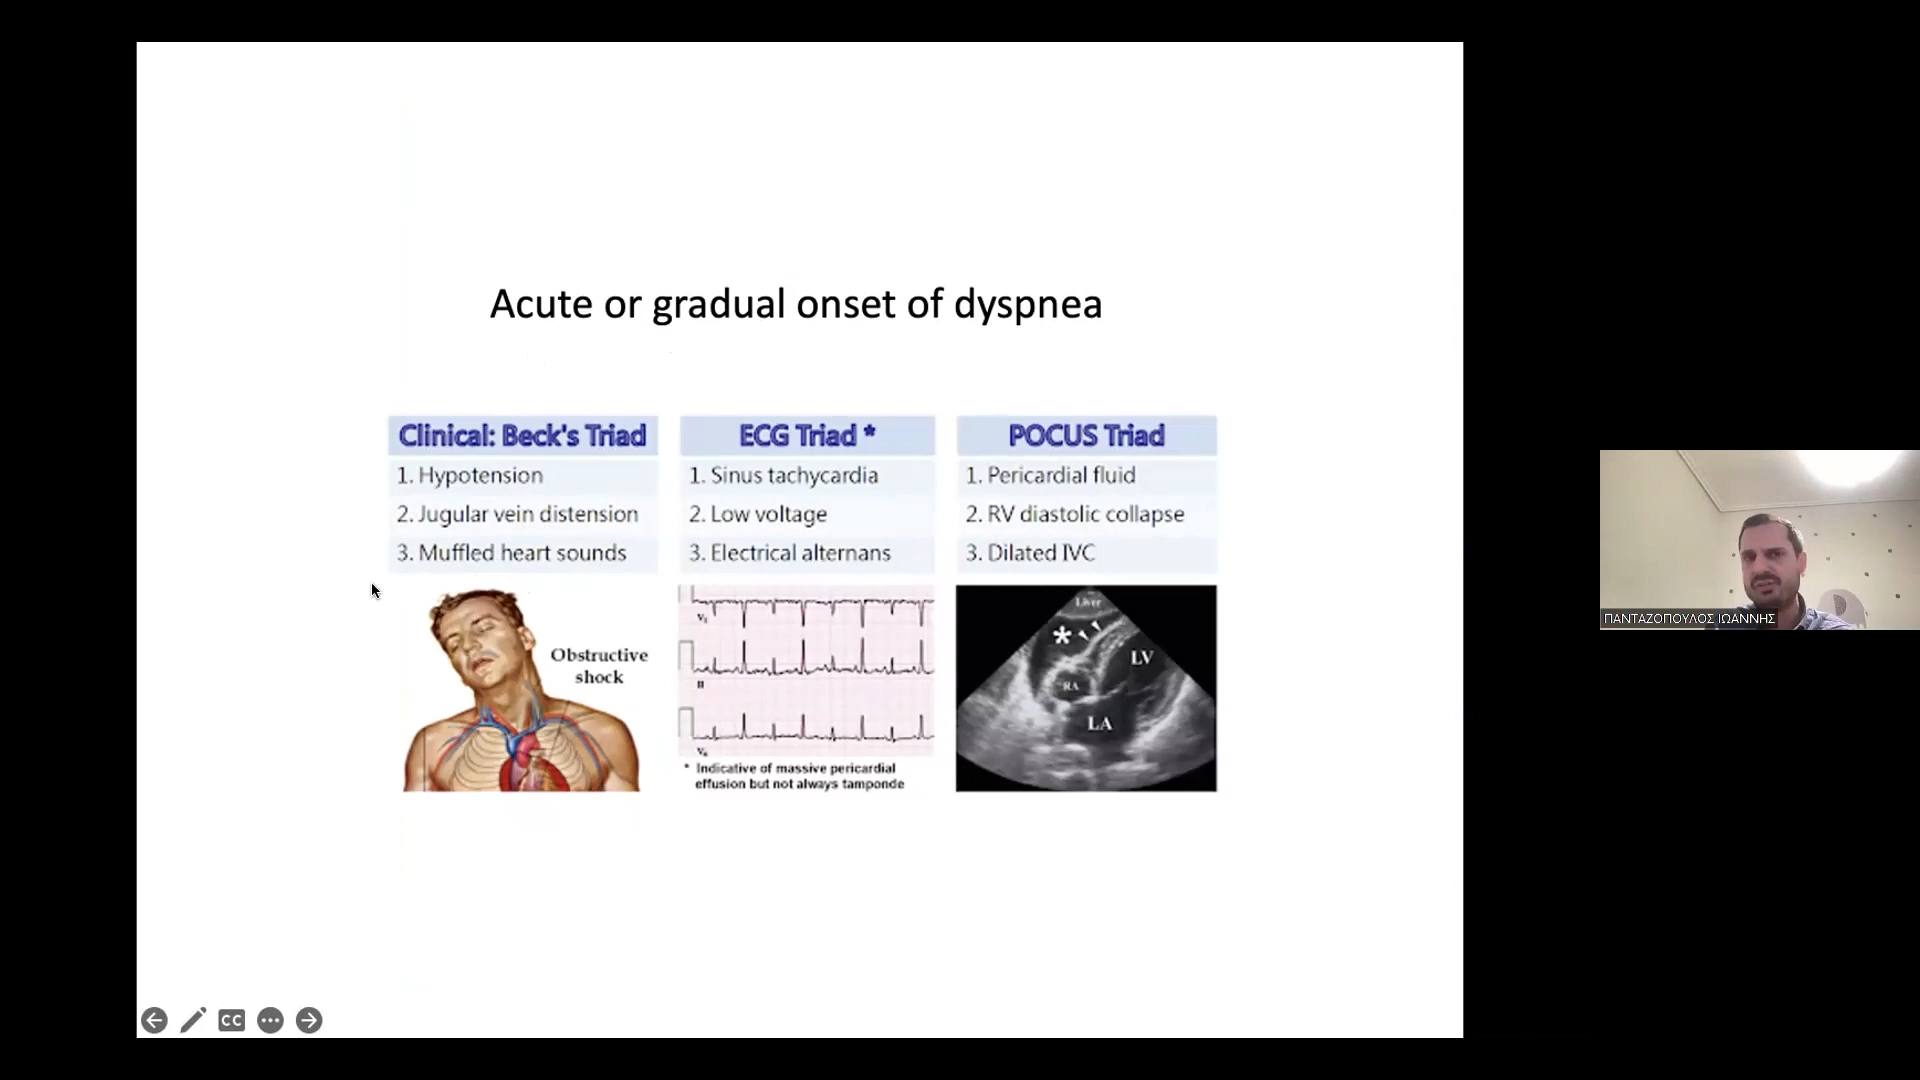 Acute or gradual onset of dyspnea
Clinical: Beck's Triad
1. Hypotension
2. Jugular vein distension
3. Muffled heart sounds
Obstructive
shock
ECG Triad *
1. Sinus tachycardia
2. Low voltage
3. Electrical alternans
V₁
II
* Indicative of massive pericardial
effusion but not always tamponde
POCUS Triad
1. Pericardial fluid
2. RV diastolic collapse
3. Dilated IVC
Liver
*
LV
RA
LA
CC
ΠΑΝΤΑΖΟΠΟΥΛΟΣ ΙΩΑΝΝΗΣ